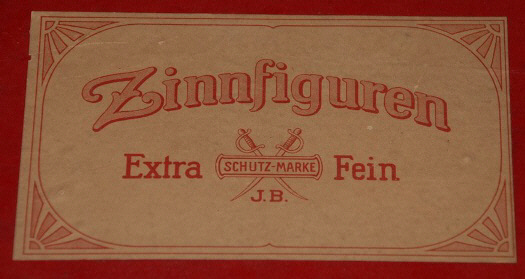 Zinnfiguren
Extra SCHUTZ-MARKE Fein.
J.B.